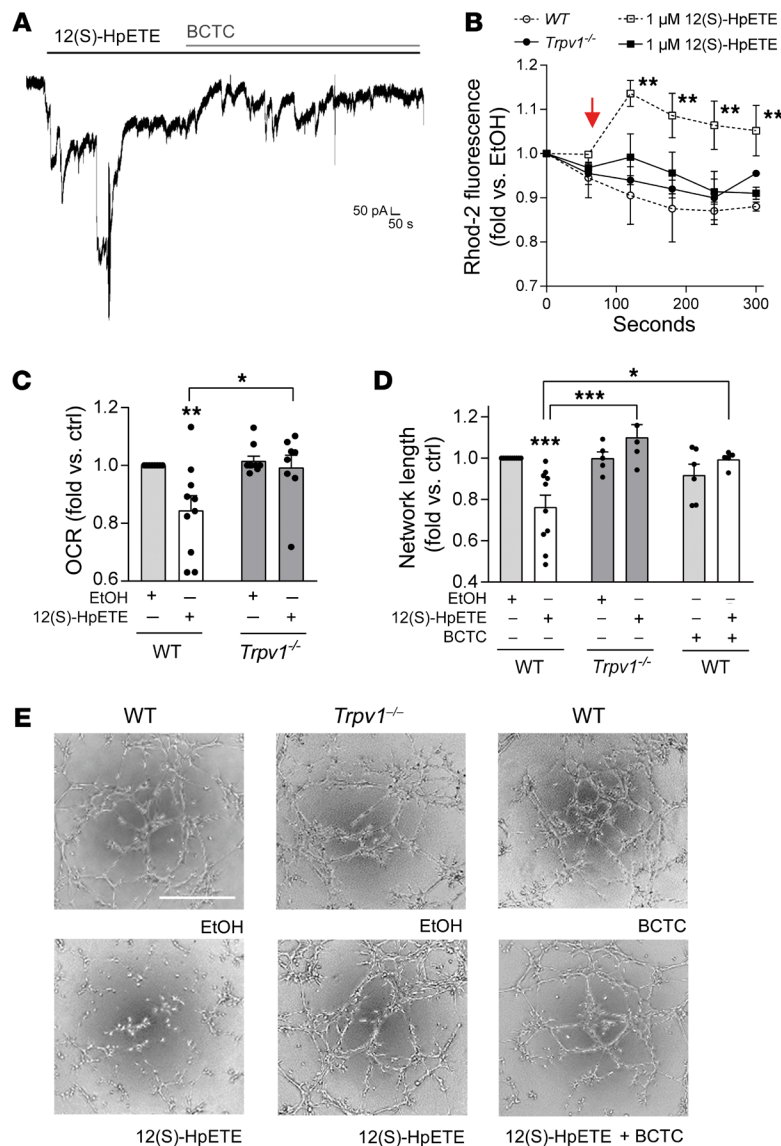 A
12(S)-HpETE
BCTC
50 pA
50 s
B
WT
1 μM 12(S)-HpETE
Trpv1-/-
1 μM 12(S)-HpETE
Rhod-2 fluorescence
(fold vs. EtOH)
1.2
1.1
1.0
0.9
0.8
0.7
**
**
**
**
0
100
200
300
Seconds
C
OCR (fold vs. ctrl)
1.2
1.0
0.8
0.6
**
*
EtOH + – + –
12(S)-HpETE – + – +
WT
Trpv1-/-
D
Network length
(fold vs. ctrl)
1.2
1.0
0.8
0.6
0.4
***
***
*
EtOH + – + – – –
12(S)-HpETE – + – + – +
BCTC – – – – + +
WT
Trpv1-/-
WT
E
WT
Trpv1–/–
WT
EtOH
EtOH
BCTC
12(S)-HpETE
12(S)-HpETE
12(S)-HpETE + BCTC